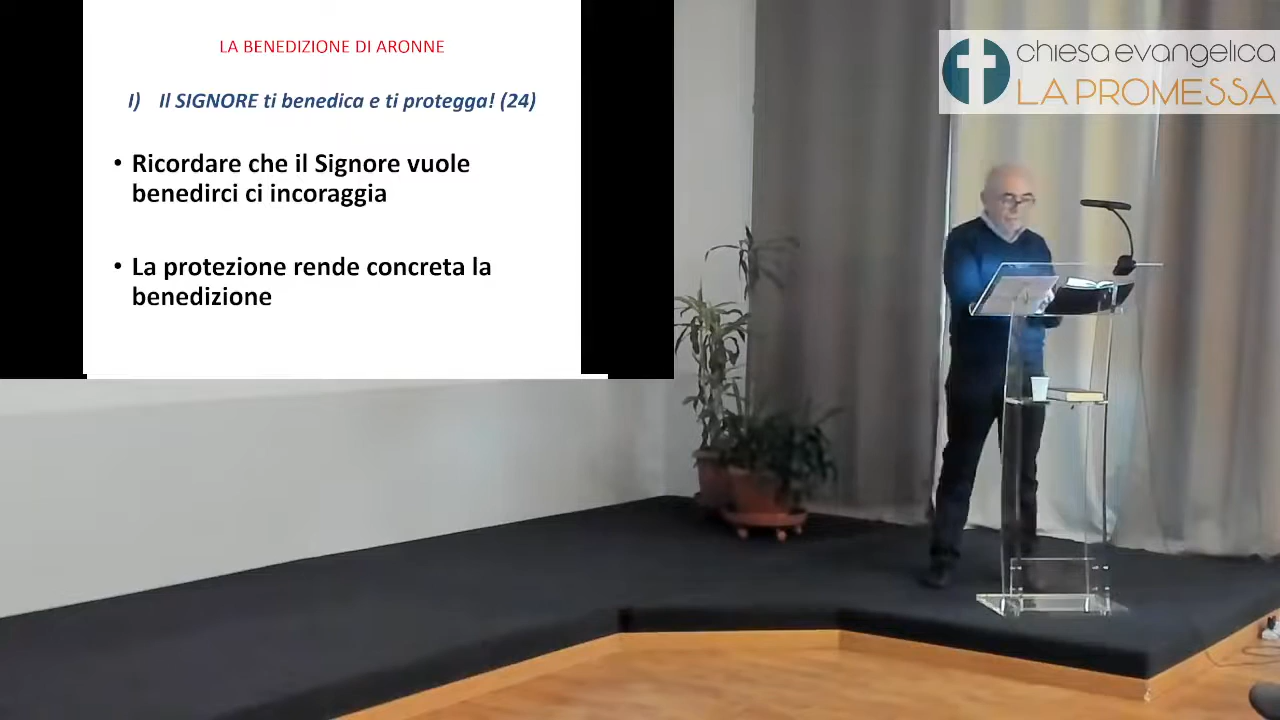 LA BENEDIZIONE DI ARONNE
I) Il SIGNORE ti benedica e ti protegga! (24)
• Ricordare che il Signore vuole
benedirci ci incoraggia
• La protezione rende concreta la
benedizione
chiesa evangelica
LA PROMESSA